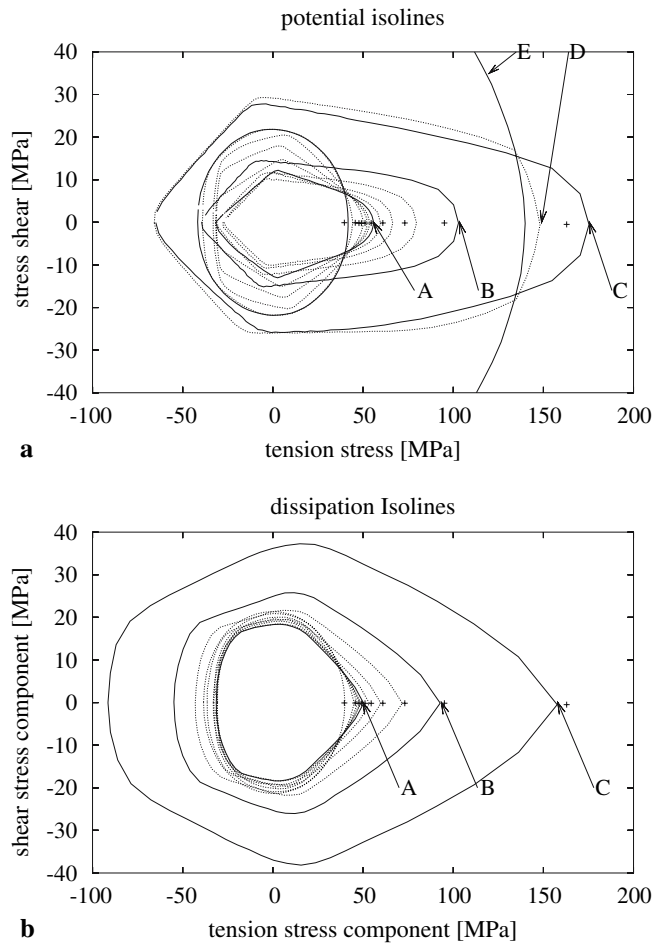 potential isolines
40
E
D
30
20
10
0
-10
-20
-30
-40
stress shear [MPa]
A
B
C
-100
-50
0
50
100
150
200
a
tension stress [MPa]
dissipation Isolines
40
30
20
10
0
-10
-20
-30
-40
shear stress component [MPa]
A
B
C
-100
-50
0
50
100
150
200
b
tension stress component [MPa]